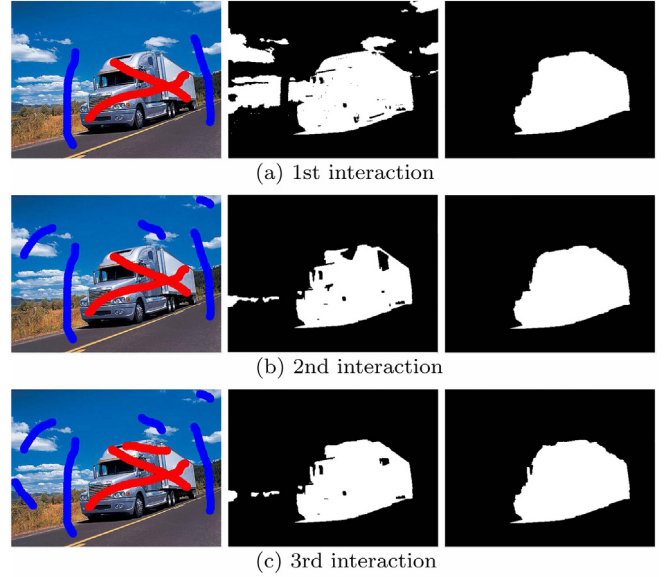 (a) 1st interaction
(b) 2nd interaction
(c) 3rd interaction